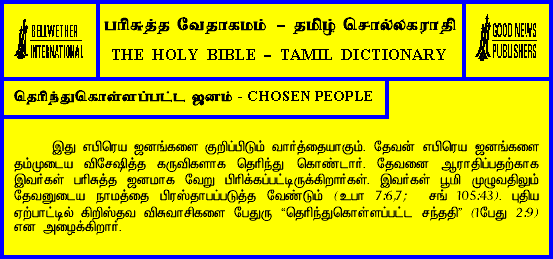 BELLWETHER
INTERNATIONAL
பரிசுத்த வேதாகமம் – தமிழ் சொல்லகராதி
THE HOLY BIBLE – TAMIL DICTIONARY
GOOD NEWS
PUBLISHERS
தெரிந்துகொள்ளப்பட்ட ஜனம் - CHOSEN PEOPLE
இது எபிரெய ஜனங்களை குறிப்பிடும் வார்த்தையாகும். தேவன் எபிரெய ஜனங்களை
தம்முடைய விசேஷித்த கருவிகளாக தெரிந்து கொண்டார். தேவனை ஆராதிப்பதற்காக
இவர்கள் பரிசுத்த ஜனமாக வேறு பிரிக்கப்பட்டிருக்கிறார்கள். இவர்கள் பூமி முழுவதிலும்
தேவனுடைய நாமத்தை பிரஸ்தாபப்படுத்த வேண்டும் (உபா 7:6,7; சங் 105:43). புதிய
ஏற்பாட்டில் கிறிஸ்தவ விசுவாசிகளை பேதுரு “தெரிந்துகொள்ளப்பட்ட சந்ததி” (1பேது 2:9)
என அழைக்கிறார்.